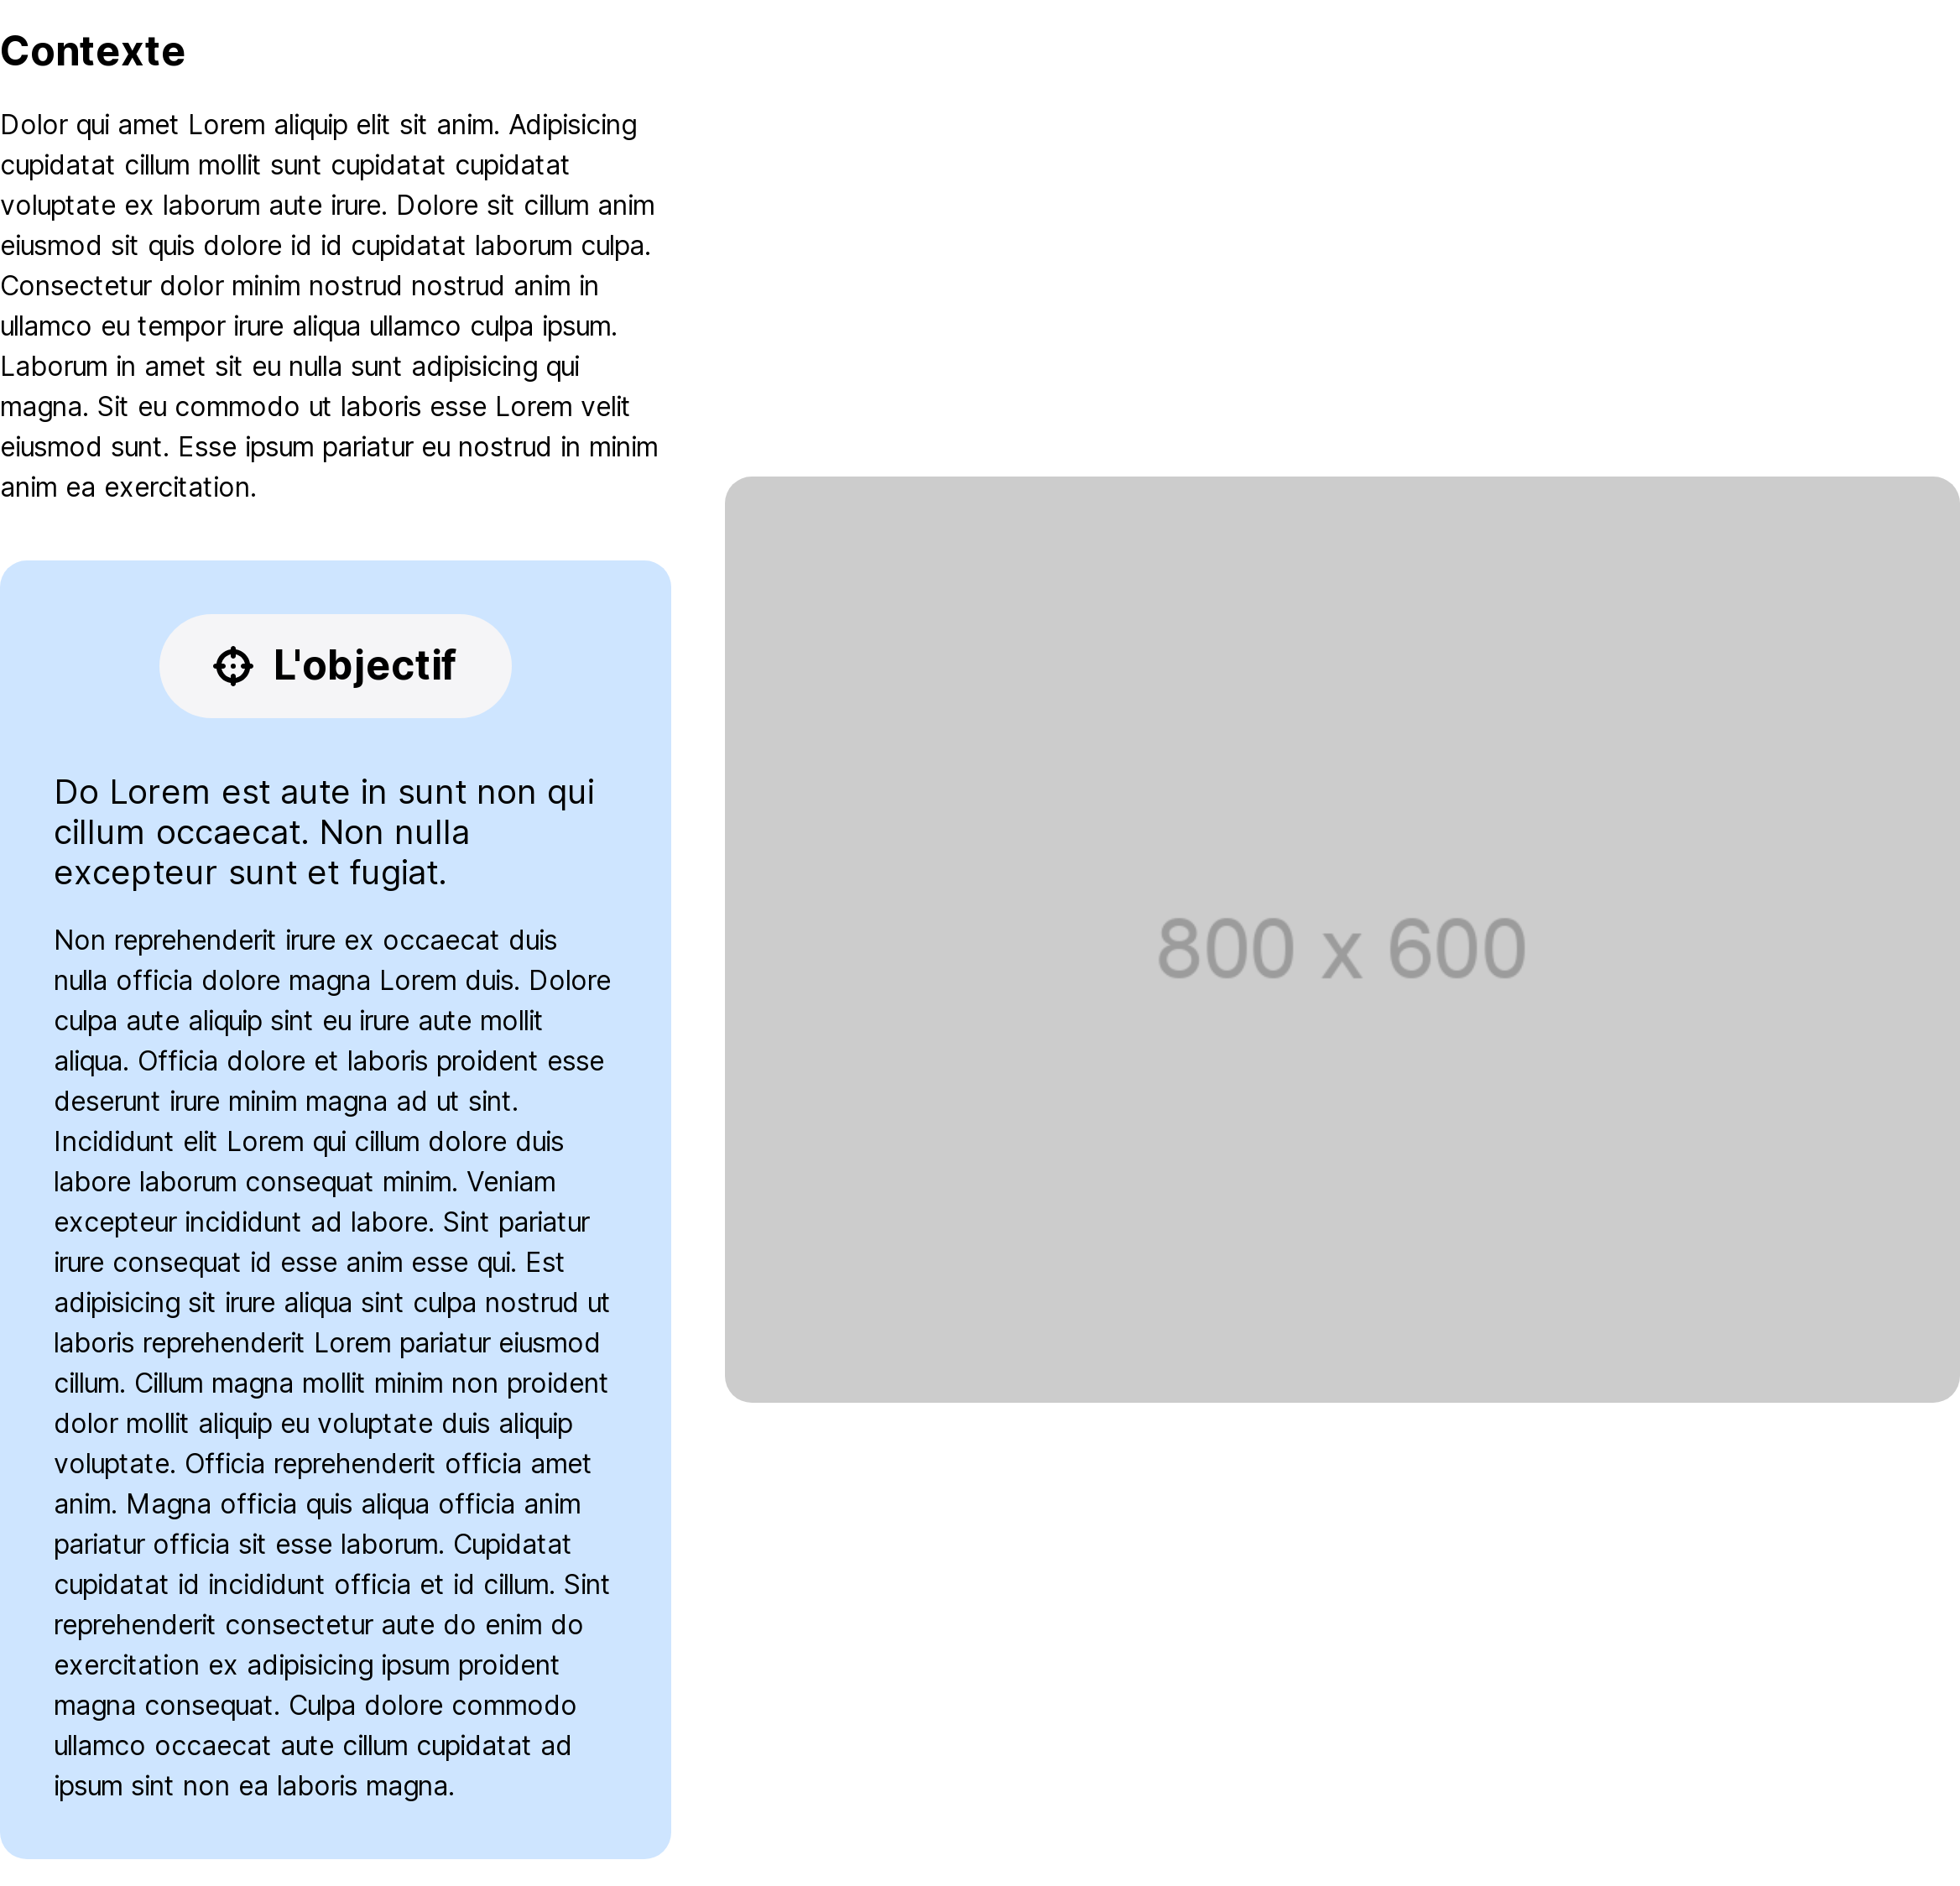 Contexte
Dolor qui amet Lorem aliquip elit sit anim. Adipisicing
cupidatat cillum mollit sunt cupidatat cupidatat
voluptate ex laborum aute irure. Dolore sit cillum anim
eiusmod sit quis dolore id id cupidatat laborum culpa.
Consectetur dolor minim nostrud nostrud anim in
ullamco eu tempor irure aliqua ullamco culpa ipsum.
Laborum in amet sit eu nulla sunt adipisicing qui
magna. Sit eu commodo ut laboris esse Lorem velit
eiusmod sunt. Esse ipsum pariatur eu nostrud in minim
anim ea exercitation.
L'objectif
Do Lorem est aute in sunt non qui
cillum occaecat. Non nulla
excepteur sunt et fugiat.
Non reprehenderit irure ex occaecat duis
nulla officia dolore magna Lorem duis. Dolore
culpa aute aliquip sint eu irure aute mollit
aliqua. Officia dolore et laboris proident esse
deserunt irure minim magna ad ut sint.
Incididunt elit Lorem qui cillum dolore duis
labore laborum consequat minim. Veniam
excepteur incididunt ad labore. Sint pariatur
irure consequat id esse anim esse qui. Est
adipisicing sit irure aliqua sint culpa nostrud ut
laboris reprehenderit Lorem pariatur eiusmod
cillum. Cillum magna mollit minim non proident
dolor mollit aliquip eu voluptate duis aliquip
voluptate. Officia reprehenderit officia amet
anim. Magna officia quis aliqua officia anim
pariatur officia sit esse laborum. Cupidatat
cupidatat id incididunt officia et id cillum. Sint
reprehenderit consectetur aute do enim do
exercitation ex adipisicing ipsum proident
magna consequat. Culpa dolore commodo
ullamco occaecat aute cillum cupidatat ad
ipsum sint non ea laboris magna.
800 x 600